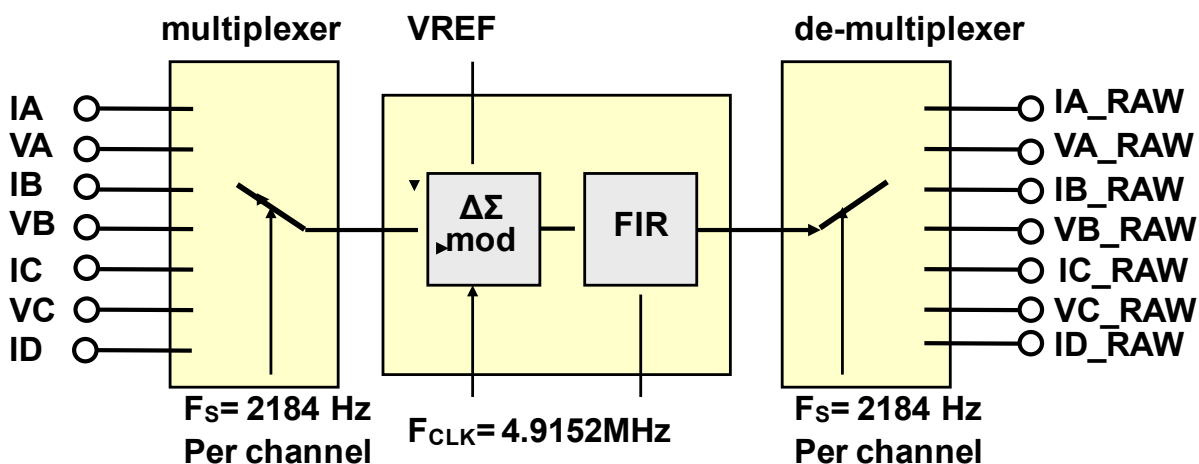 multiplexer
VREF
de-multiplexer
IA
VA
IB
VB
IC
VC
ID
ΔΣ
mod
FIR
IA_RAW
VA_RAW
IB_RAW
VB_RAW
IC_RAW
VC_RAW
ID_RAW
FS= 2184 Hz
Per channel
FCLK= 4.9152MHz
FS= 2184 Hz
Per channel